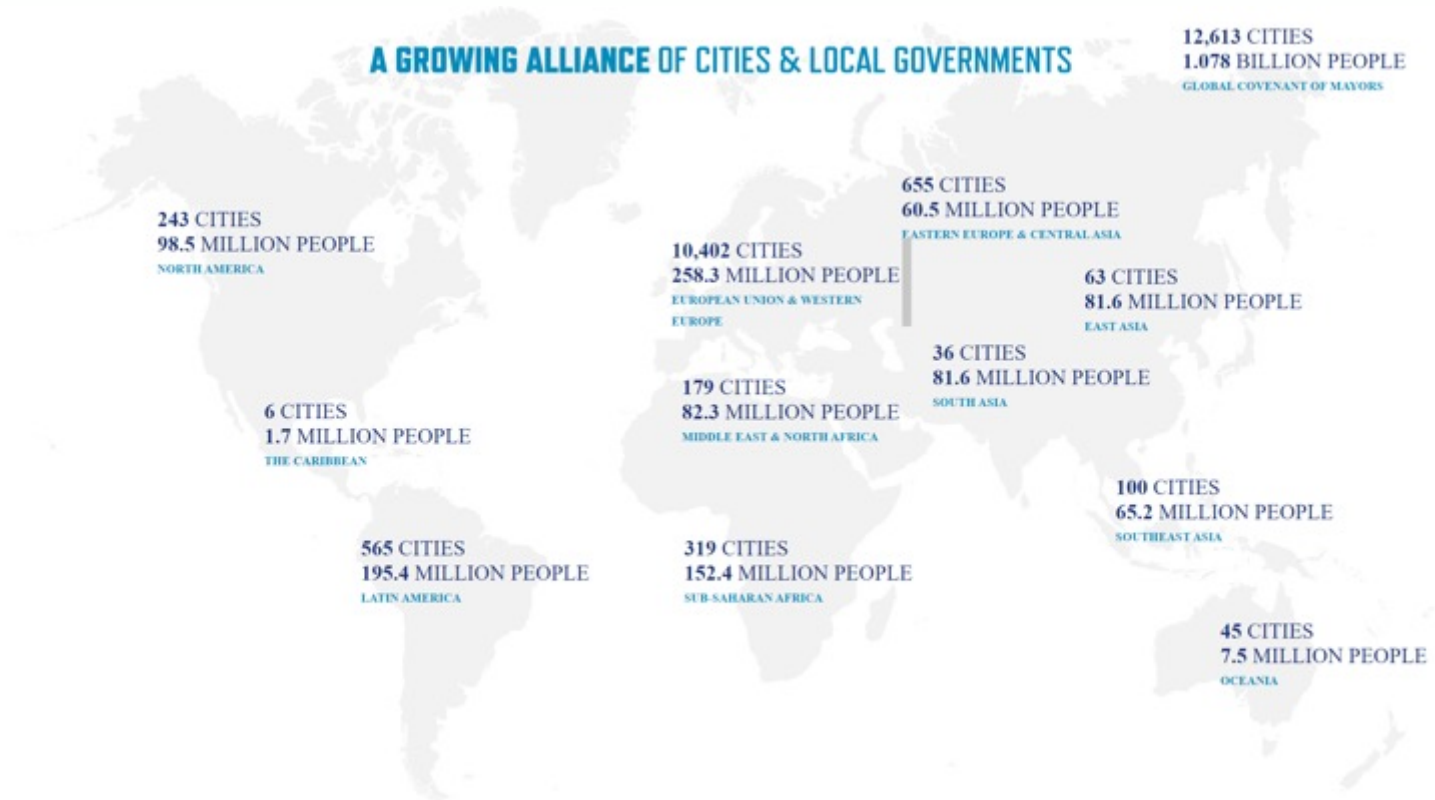 A GROWING ALLIANCE OF CITIES & LOCAL GOVERNMENTS
12,613 CITIES
1.078 BILLION PEOPLE
GLOBAL COVENANT OF MAYORS
655 CITIES
60.5 MILLION PEOPLE
EASTERN EUROPE & CENTRAL ASIA
243 CITIES
98.5 MILLION PEOPLE
NORTH AMERICA
10,402 CITIES
258.3 MILLION PEOPLE
EUROPEAN UNION & WESTERN
EUROPE
63 CITIES
81.6 MILLION PEOPLE
EAST ASIA
36 CITIES
81.6 MILLION PEOPLE
SOUTH ASIA
179 CITIES
82.3 MILLION PEOPLE
MIDDLE EAST & NORTH AFRICA
6 CITIES
1.7 MILLION PEOPLE
THE CARIBBEAN
100 CITIES
65.2 MILLION PEOPLE
SOUTHEAST ASIA
565 CITIES
195.4 MILLION PEOPLE
LATIN AMERICA
319 CITIES
152.4 MILLION PEOPLE
SUB-SAHARAN AFRICA
45 CITIES
7.5 MILLION PEOPLE
OCEANIA